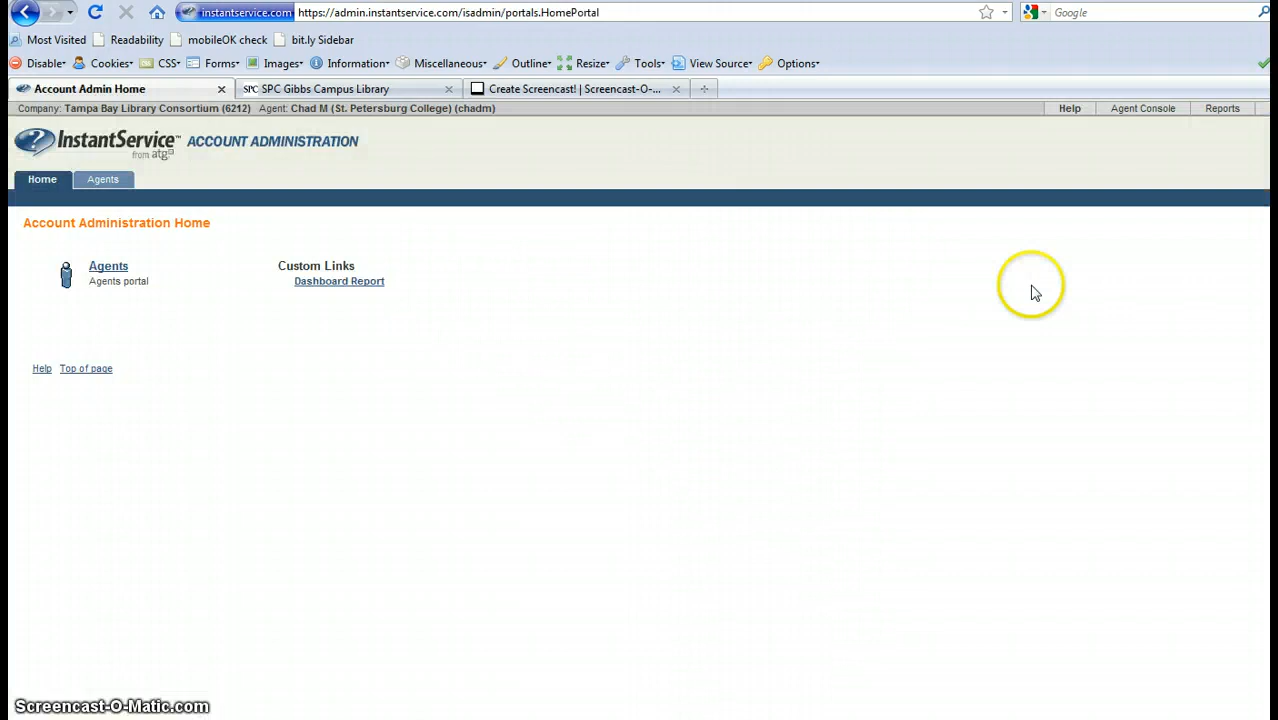 instantservice.com https://admin.instantservice.com/isadmin/portals.HomePortal Google
Most Visited Readability mobileOK check bit.ly Sidebar
Disable Cookies CSS Forms Images Information Miscellaneous Outline Resize Tools View Source Options
Account Admin Home SPC SPC Gibbs Campus Library Create Screencast! | Screencast-O-...
Company: Tampa Bay Library Consortium (6212) Agent: Chad M (St. Petersburg College) (chadm) Help Agent Console Reports
InstantService™ ACCOUNT ADMINISTRATION
from atg
Home Agents
Account Administration Home
Agents Custom Links
Agents portal Dashboard Report
Help Top of page
Screencast-O-Matic.com